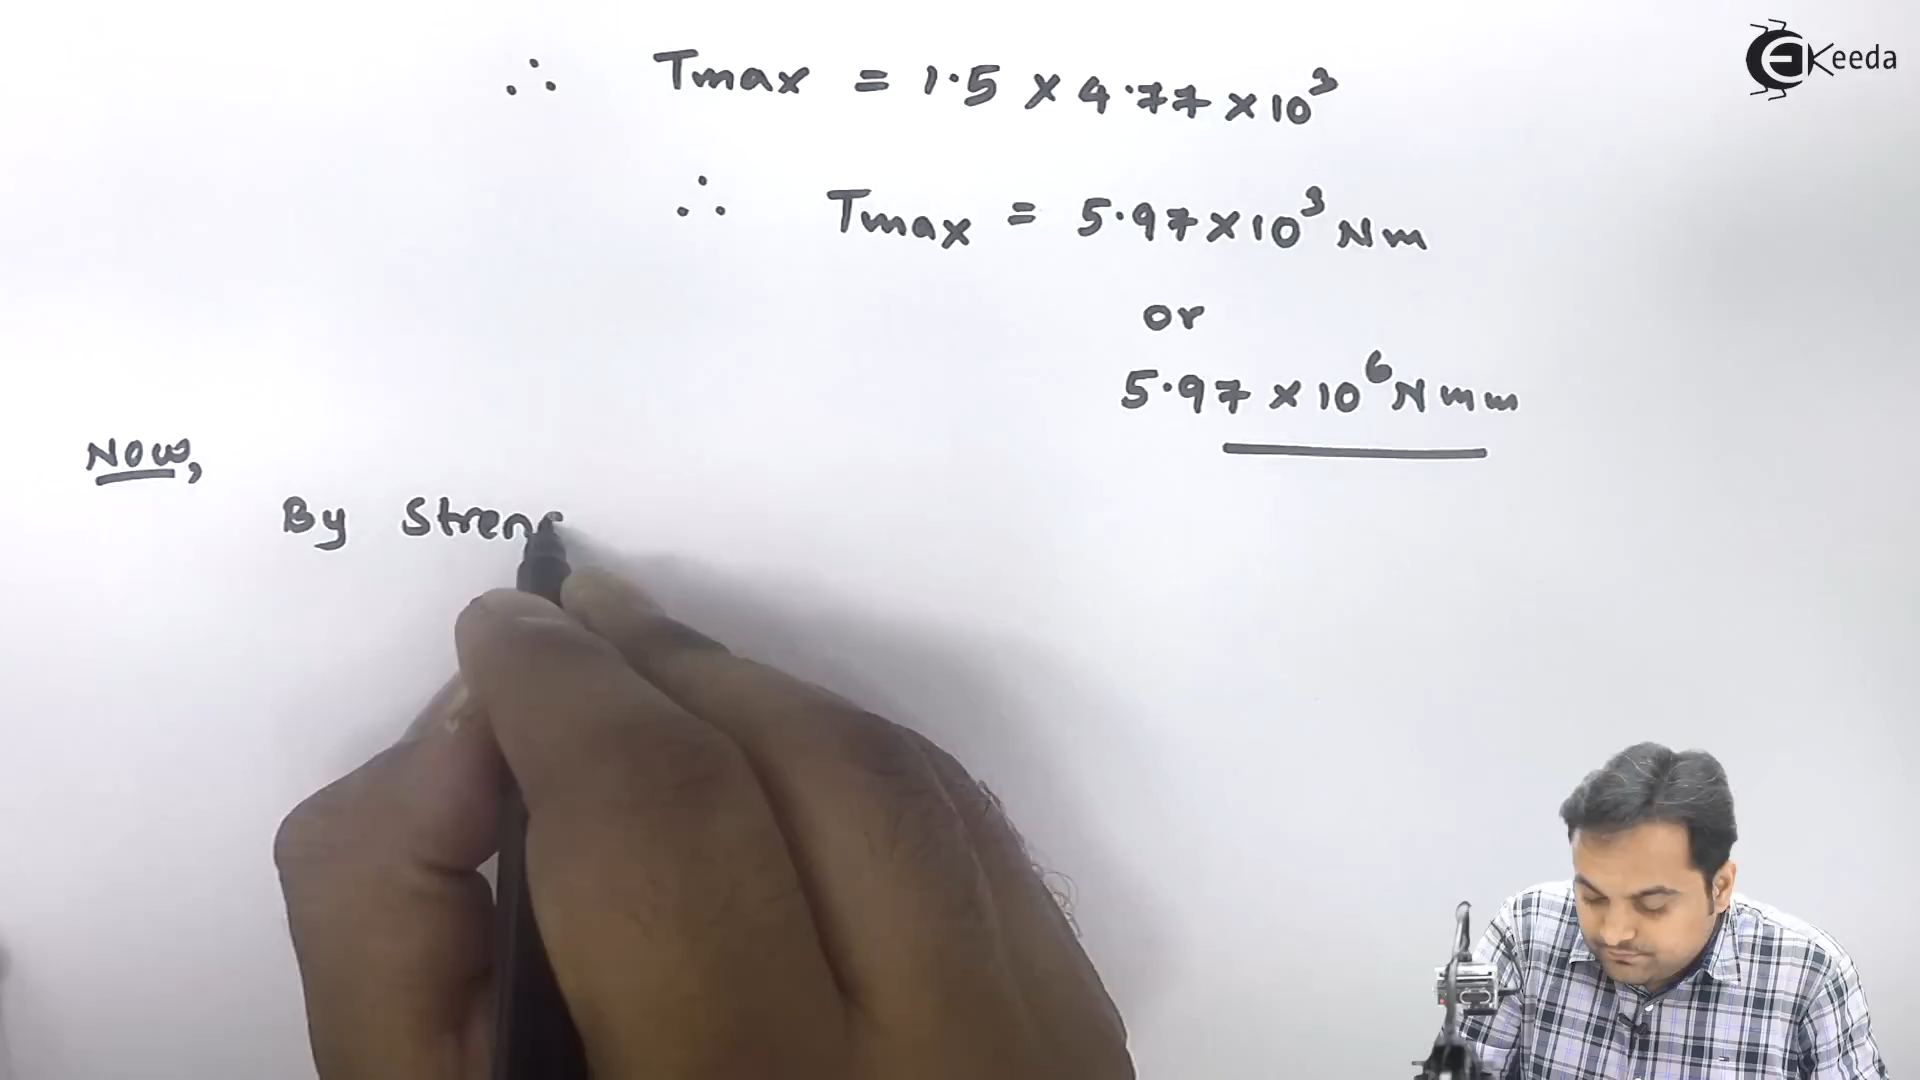 ∴ Tmax = 1.5 × 4.77 × 10³
Ekeeda
∴ Tmax = 5.97 × 10³ Nm
or
5.97 × 10⁶ Nmm
Now,
By Streng